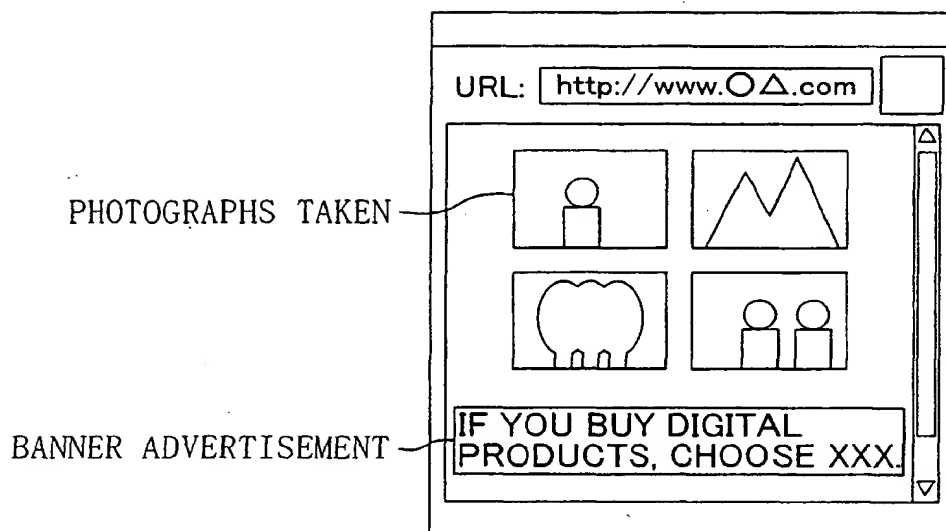 URL: http://www.○△.com
PHOTOGRAPHS TAKEN
BANNER ADVERTISEMENT
IF YOU BUY DIGITAL
PRODUCTS, CHOOSE XXX.